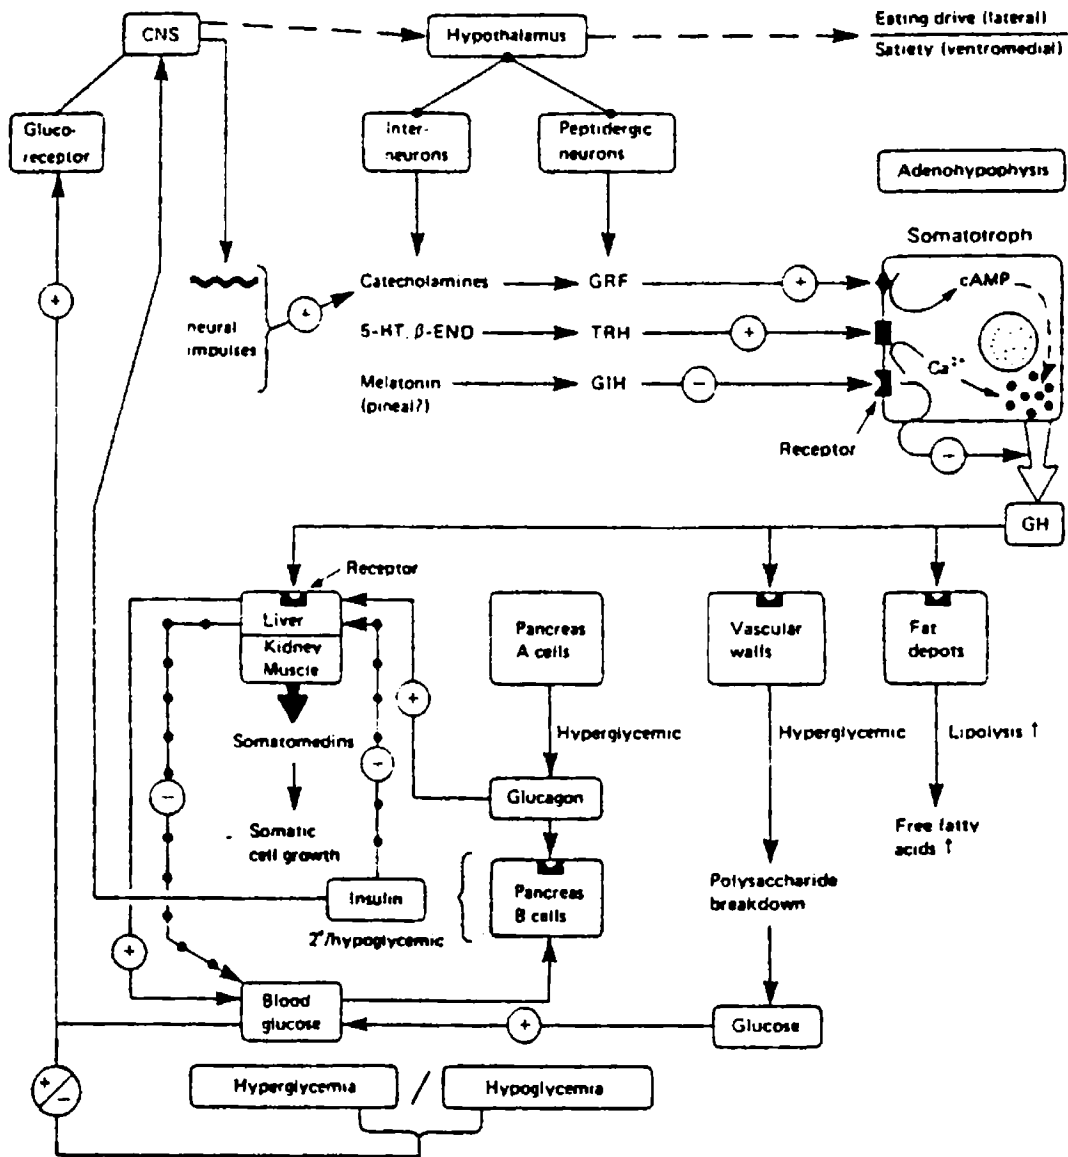 CNS
Hypothalamus
Eating drive (lateral)
Satiety (ventromedial)
Gluco-
receptor
Inter-
neurons
Peptidergic
neurons
Adenohypophysis
Somatotroph
Catecholamines
GRF
+
cAMP
+
+
neural
impulses
5-HT, β-END
TRH
+
Ca²⁺
Melatonin
(pineal?)
GIH
−
Receptor
−
GH
Receptor
Liver
Kidney
Muscle
Pancreas
A cells
Vascular
walls
Fat
depots
+
Somatomedins
Hyperglycemic
Hyperglycemic
Lipolysis ↑
−
−
Glucagon
Somatic
cell growth
Free fatty
acids ↑
Insulin
Pancreas
B cells
Polysaccharide
breakdown
2°/hypoglycemic
+
Blood
glucose
+
Glucose
+/−
Hyperglycemia / Hypoglycemia